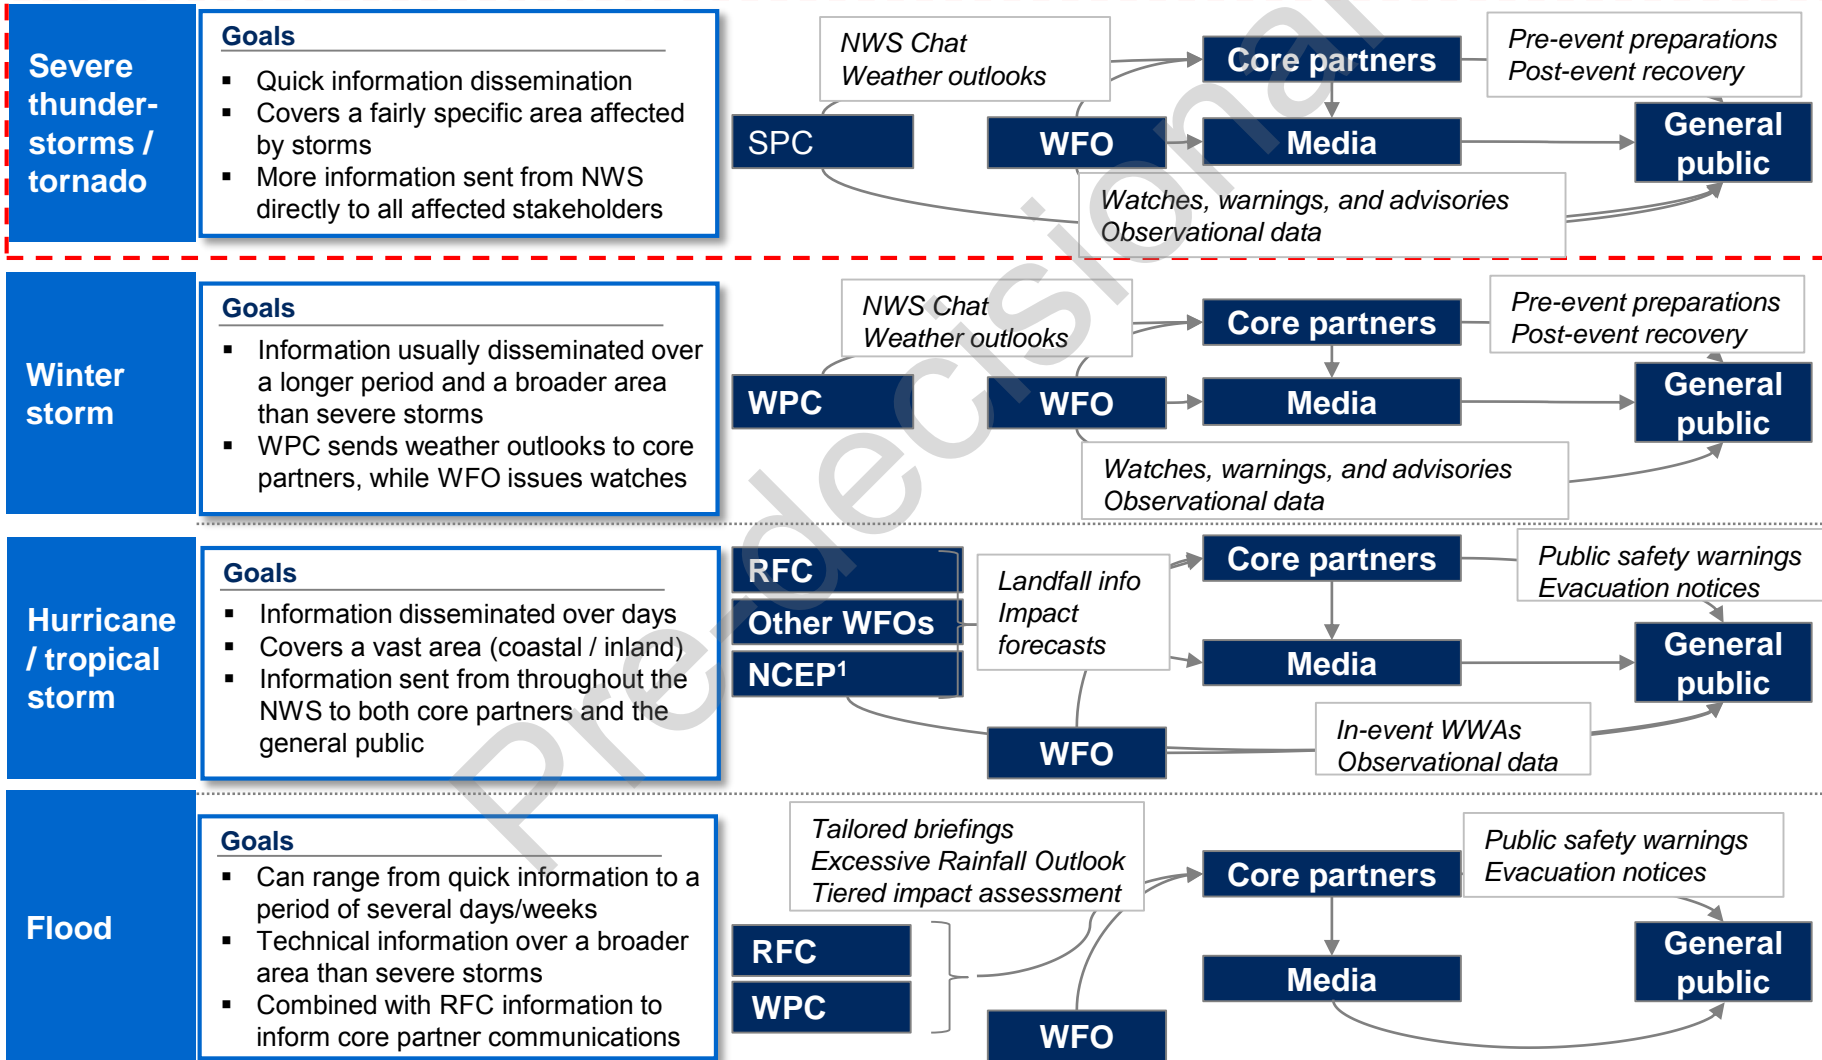 Severe
thunder-
storms /
tornado
Goals
▪ Quick information dissemination
▪ Covers a fairly specific area affected
by storms
▪ More information sent from NWS
directly to all affected stakeholders
NWS Chat
Weather outlooks
SPC
WFO
Core partners
Media
Pre-event preparations
Post-event recovery
General
public
Watches, warnings, and advisories
Observational data
Winter
storm
Goals
▪ Information usually disseminated over
a longer period and a broader area
than severe storms
▪ WPC sends weather outlooks to core
partners, while WFO issues watches
NWS Chat
Weather outlooks
WPC
WFO
Core partners
Media
Pre-event preparations
Post-event recovery
General
public
Watches, warnings, and advisories
Observational data
Hurricane
/ tropical
storm
Goals
▪ Information disseminated over days
▪ Covers a vast area (coastal / inland)
▪ Information sent from throughout the
NWS to both core partners and the
general public
RFC
Other WFOs
NCEP¹
Landfall info
Impact
forecasts
WFO
Core partners
Media
Public safety warnings
Evacuation notices
General
public
In-event WWAs
Observational data
Flood
Goals
▪ Can range from quick information to a
period of several days/weeks
▪ Technical information over a broader
area than severe storms
▪ Combined with RFC information to
inform core partner communications
Tailored briefings
Excessive Rainfall Outlook
Tiered impact assessment
RFC
WPC
WFO
Core partners
Media
Public safety warnings
Evacuation notices
General
public
Pre-decisional